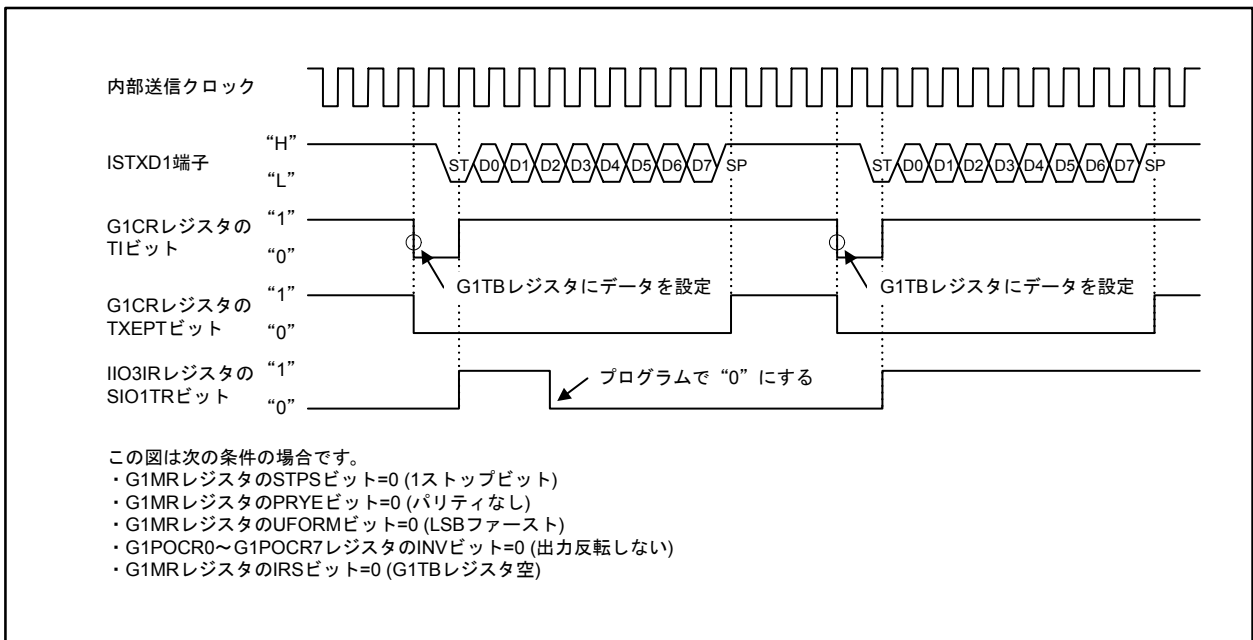 内部送信クロック
ISTXD1端子
“H”
“L”
ST D0 D1 D2 D3 D4 D5 D6 D7 SP
ST D0 D1 D2 D3 D4 D5 D6 D7 SP
G1CRレジスタの
TIビット
“1”
“0”
G1TBレジスタにデータを設定
G1TBレジスタにデータを設定
G1CRレジスタの
TXEPTビット
“1”
“0”
IIO3IRレジスタの
SIO1TRビット
“1”
“0”
プログラムで“0”にする
この図は次の条件の場合です。
・G1MRレジスタのSTPSビット=0 (1ストップビット)
・G1MRレジスタのPRYEビット=0 (パリティなし)
・G1MRレジスタのUFORMビット=0 (LSBファースト)
・G1POCR0～G1POCR7レジスタのINVビット=0 (出力反転しない)
・G1MRレジスタのIRSビット=0 (G1TBレジスタ空)